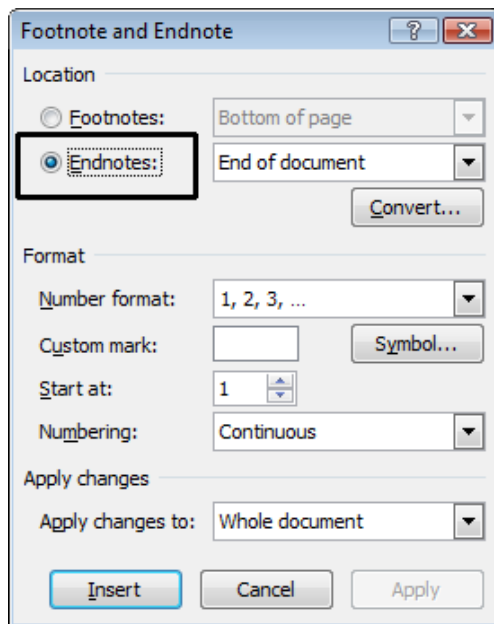 Footnote and Endnote
Location
Footnotes: Bottom of page
Endnotes: End of document
Convert...
Format
Number format: 1, 2, 3, ...
Custom mark: Symbol...
Start at: 1
Numbering: Continuous
Apply changes
Apply changes to: Whole document
Insert Cancel Apply